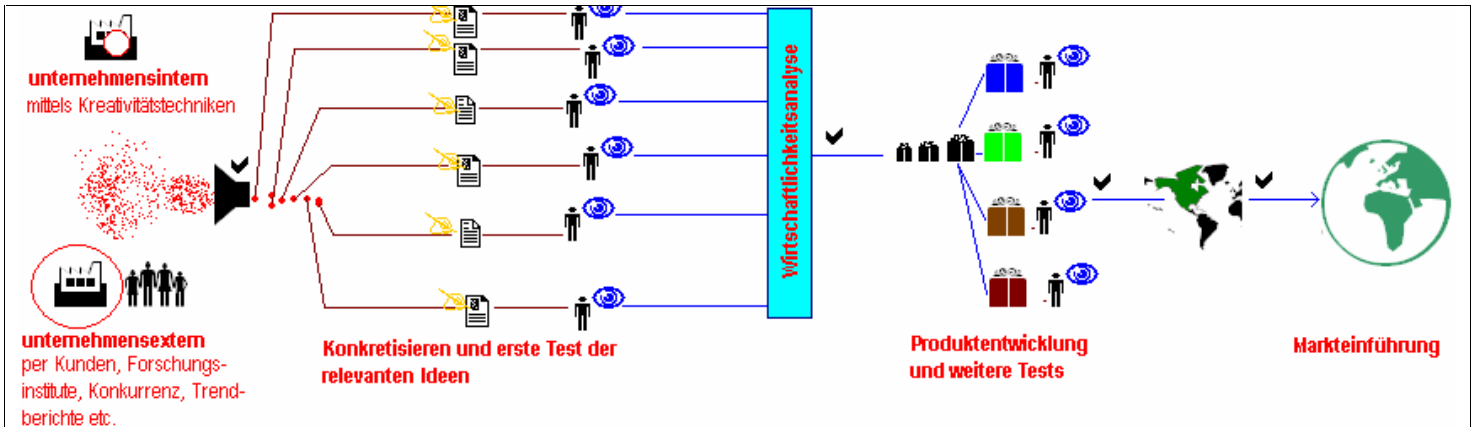 unternehmensintern
mittels Kreativitätstechniken
unternehmensextern
per Kunden, Forschungs-
institute, Konkurrenz, Trend-
berichte etc.
Konkretisieren und erste Test der
relevanten Ideen
Wirtschaftlichkeitsanalyse
Produktentwicklung
und weitere Tests
Markteinführung